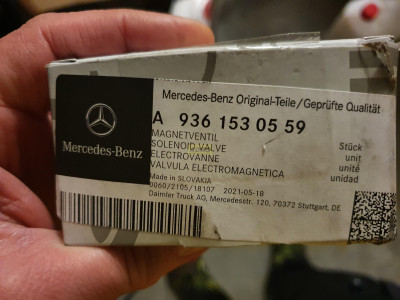 Mercedes-Benz Original-Teile/Geprüfte Qualität
A 936 153 05 59
MAGNETVENTIL
SOLENOID VALVE
ELECTROVANNE
VALVULA ELECTROMAGNETICA
Stück
unit
unité
unidad
Mercedes-Benz
Made in SLOVAKIA
0060/2105/18107 2021-05-18
Daimler Truck AG, Mercedesstr. 120, 70372 Stuttgart, DE